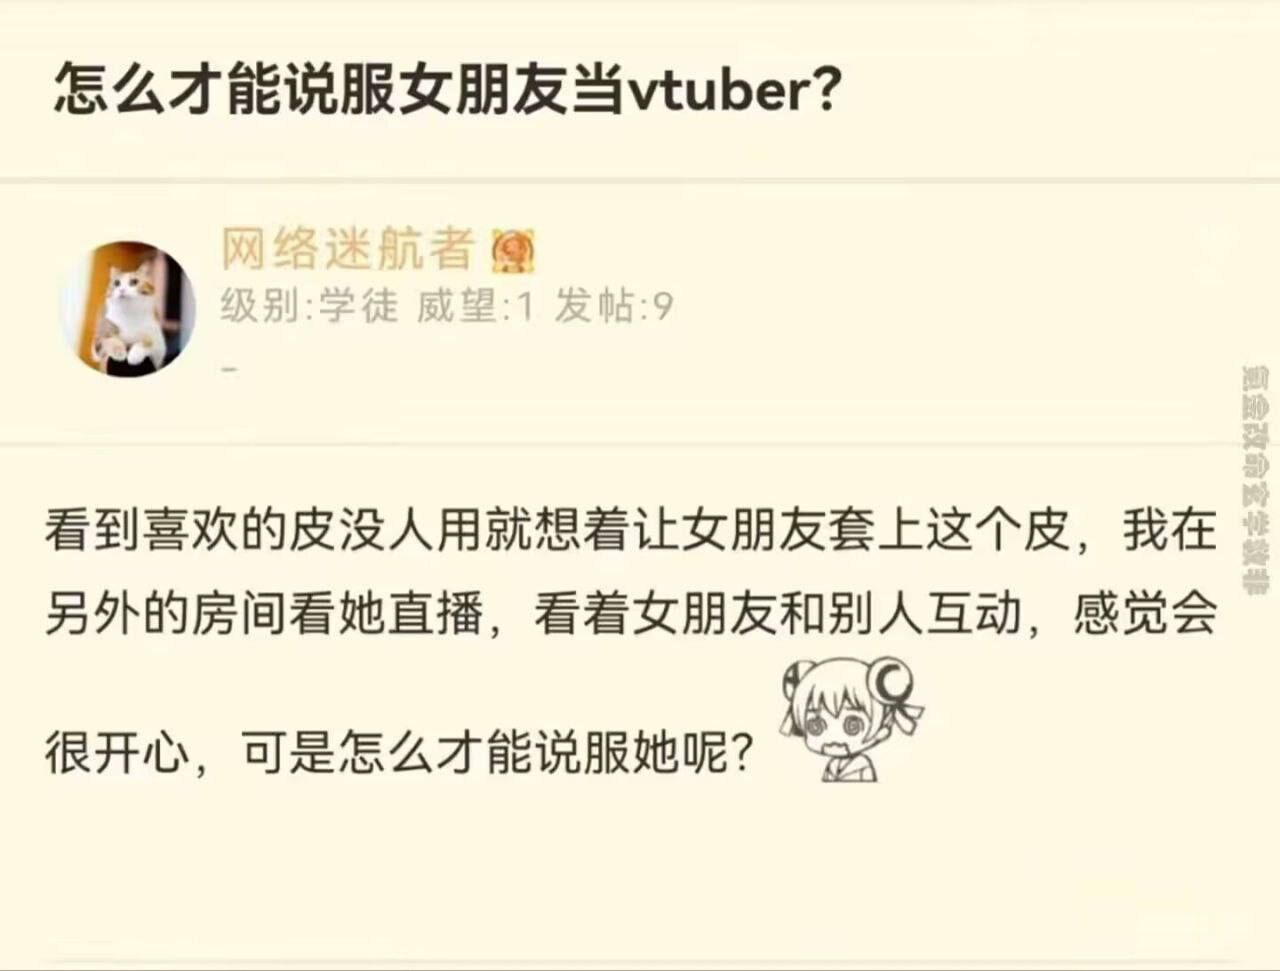 怎么才能说服女朋友当vtuber？
网络迷航者
级别:学徒 威望:1 发帖:9
-
看到喜欢的皮没人用就想着让女朋友套上这个皮，我在
另外的房间看她直播，看着女朋友和别人互动，感觉会
很开心，可是怎么才能说服她呢？